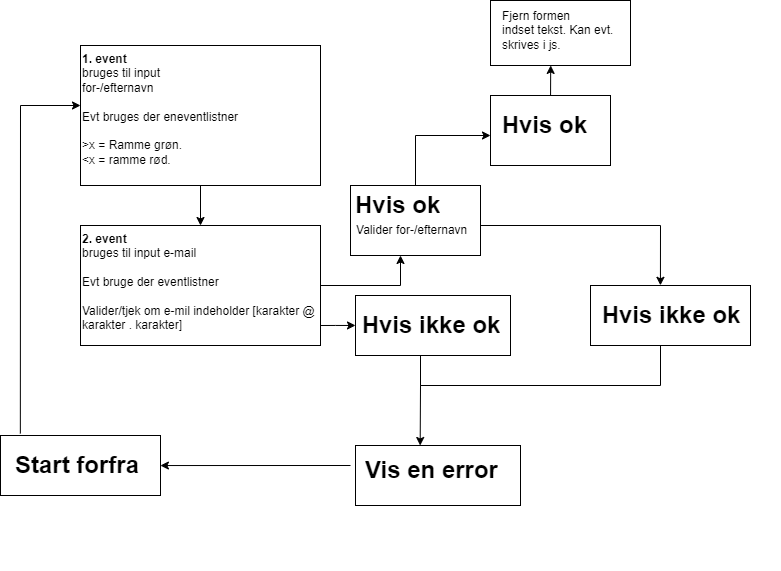 Fjern formen
indset tekst. Kan evt.
skrives i js.
1. event
bruges til input
for-/efternavn
Evt bruges der eneventlistner
>x = Ramme grøn.
<x = ramme rød.
Hvis ok
Hvis ok
Valider for-/efternavn
2. event
bruges til input e-mail
Evt bruge der eventlistner
Valider/tjek om e-mil indeholder [karakter @
karakter . karakter]
Hvis ikke ok
Hvis ikke ok
Start forfra
Vis en error